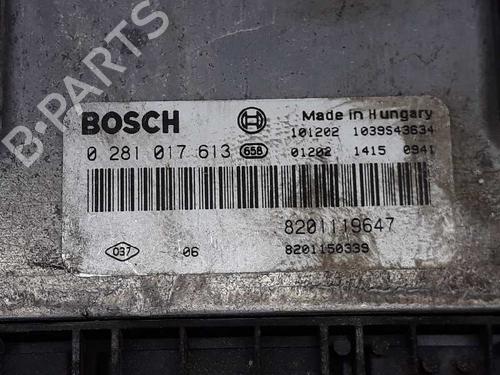 B-Parts
BOSCH
Made in Hungary
101202 1039S43634
0 281 017 613 658
01202 1415 0941
8201119647
037 06 8201150339